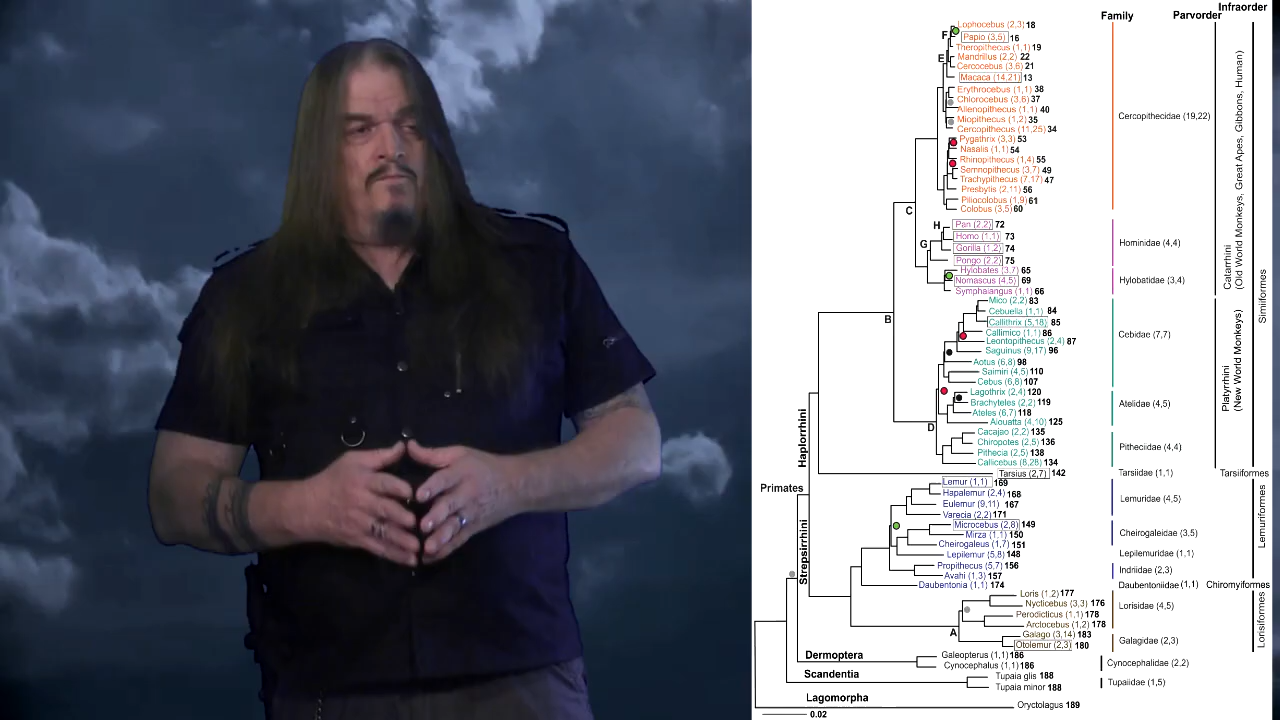 Infraorder
Family
Parvorder
Lophocebus (2,3) 18
F
Papio (3,5) 16
Theropithecus (1,1) 19
Mandrillus (2,2) 22
E
Cercocebus (3,6) 21
Macaca (14,21) 13
Erythrocebus (1,1) 38
Chlorocebus (3,6) 37
Allenopithecus (1,1) 40
Miopithecus (1,2) 35
Cercopithecus (11,25) 34
Cercopithecidae (19,22)
Pygathrix (3,3) 53
Nasalis (1,1) 54
Rhinopithecus (1,4) 55
Semnopithecus (3,7) 49
Trachypithecus (7,17) 47
Presbytis (2,11) 56
Piliocolobus (1,9) 61
Colobus (3,5) 60
C
H
Pan (2,2) 72
Homo (1,1) 73
G
Gorilla (1,2) 74
Pongo (2,2) 75
Hominidae (4,4)
Hylobates (3,7) 65
Nomascus (4,5) 69
Symphalangus (1,1) 66
Hylobatidae (3,4)
Catarrhini
(Old World Monkeys, Great Apes, Gibbons, Human)
Simiiformes
Mico (2,2) 83
Cebuella (1,1) 84
B
Callithrix (5,18) 85
Callimico (1,1) 86
Leontopithecus (2,4) 87
Saguinus (9,17) 96
Aotus (6,8) 98
Saimiri (4,5) 110
Cebus (6,8) 107
Cebidae (7,7)
Lagothrix (2,4) 120
Brachyteles (2,2) 119
Ateles (6,7) 118
Alouatta (4,10) 125
Atelidae (4,5)
D
Cacajao (2,2) 135
Chiropotes (2,5) 136
Pithecia (2,5) 138
Callicebus (8,28) 134
Pitheciidae (4,4)
Platyrrhini
(New World Monkeys)
Haplorrhini
Tarsius (2,7) 142
Tarsiidae (1,1)
Tarsiiformes
Primates
Lemur (1,1) 169
Hapalemur (2,4) 168
Eulemur (9,11) 167
Varecia (2,2) 171
Lemuridae (4,5)
Microcebus (2,8) 149
Mirza (1,1) 150
Cheirogaleus (1,7) 151
Cheirogaleidae (3.5)
Lepilemur (5,8) 148
Lepilemuridae (1,1)
Propithecus (5,7) 156
Avahi (1,3) 157
Indriidae (2,3)
Lemuriformes
Strepsirrhini
Daubentonia (1,1) 174
Daubentoniidae (1,1)
Chiromyiformes
Loris (1,2) 177
Nycticebus (3,3) 176
Perodicticus (1,1) 178
Arctocebus (1,2) 178
Lorisidae (4,5)
A
Galago (3,14) 183
Otolemur (2,3) 180
Galagidae (2,3)
Lorisiformes
Dermoptera
Galeopterus (1,1) 186
Cynocephalus (1,1) 186
Cynocephalidae (2.2)
Scandentia
Tupaia glis 188
Tupaia minor 188
Tupaiidae (1,5)
Lagomorpha
Oryctolagus 189
0.02